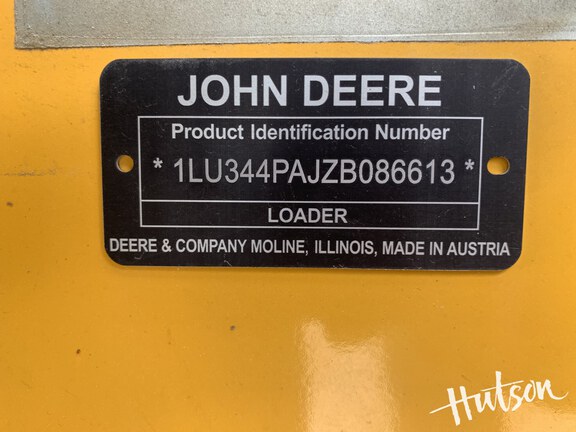 JOHN DEERE
Product Identification Number
* 1LU344PAJZB086613 *
LOADER
DEERE & COMPANY MOLINE, ILLINOIS, MADE IN AUSTRIA
Hutson